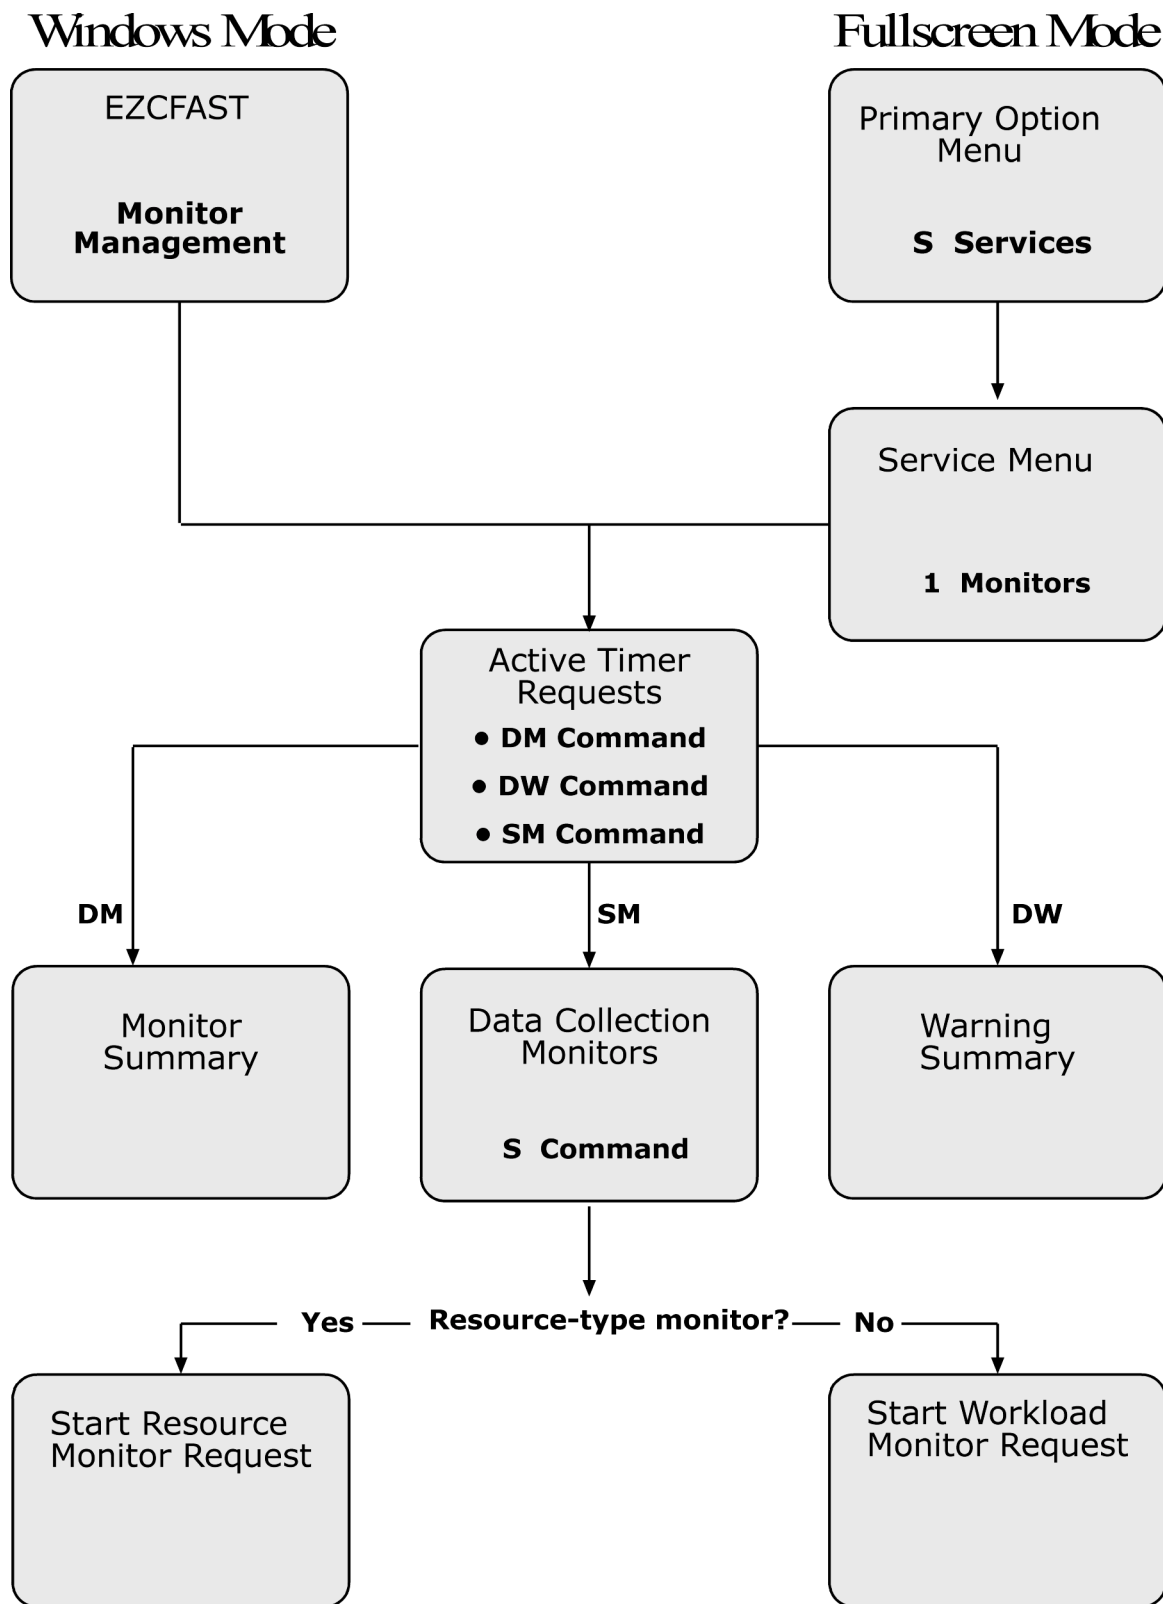 Windows Mode
Fullscreen Mode
EZCFAST
Monitor
Management
Primary Option
Menu
S Services
Service Menu
1 Monitors
Active Timer
Requests
● DM Command
● DW Command
● SM Command
DM
SM
DW
Monitor
Summary
Data Collection
Monitors
S Command
Warning
Summary
Yes
Resource-type monitor?
No
Start Resource
Monitor Request
Start Workload
Monitor Request